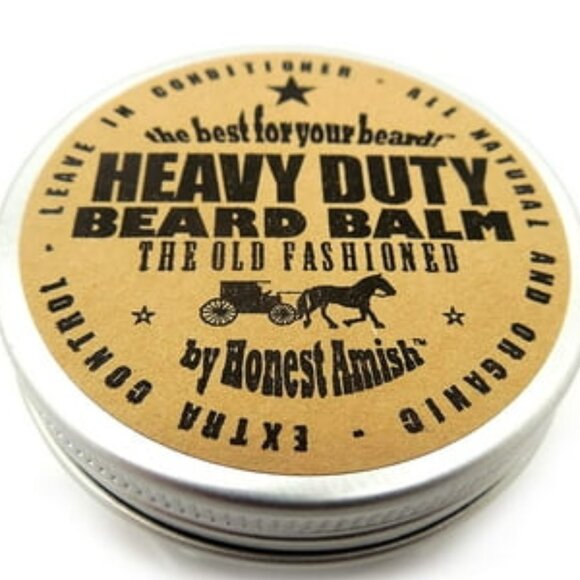 LEAVE IN CONDITIONER · ALL NATURAL AND ORGANIC · EXTRA CONTROL ·
the best for your beard!™
HEAVY DUTY
BEARD BALM
THE OLD FASHIONED
by Honest Amish™